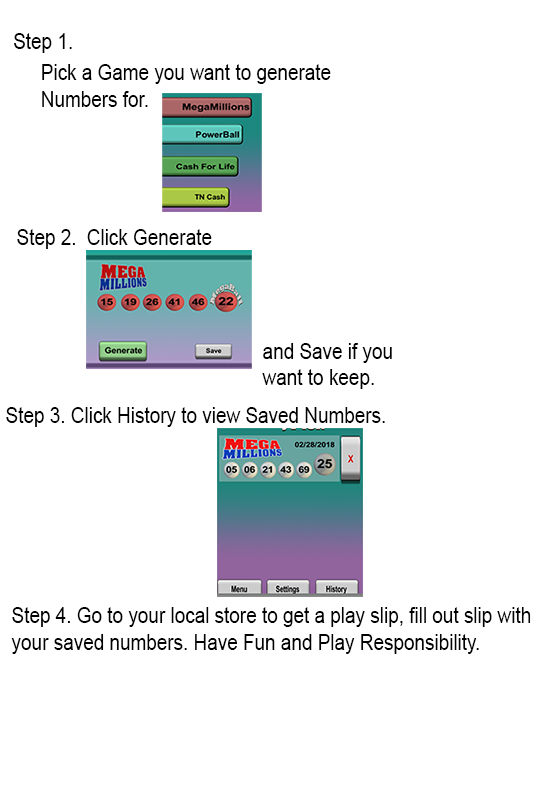 Step 1.
Pick a Game you want to generate
Numbers for.
MegaMillions
PowerBall
Cash For Life
TN Cash
Step 2. Click Generate
MEGA
MILLIONS
MegaBall
15 19 26 41 46 22
Generate Save
and Save if you
want to keep.
Step 3. Click History to view Saved Numbers.
MEGA 02/28/2018
MILLIONS
05 06 21 43 69 25 X
Menu Settings History
Step 4. Go to your local store to get a play slip, fill out slip with
your saved numbers. Have Fun and Play Responsibility.